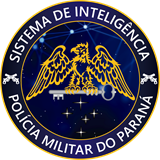 SISTEMA DE INTELIGÊNCIA
POLÍCIA MILITAR DO PARANÁ